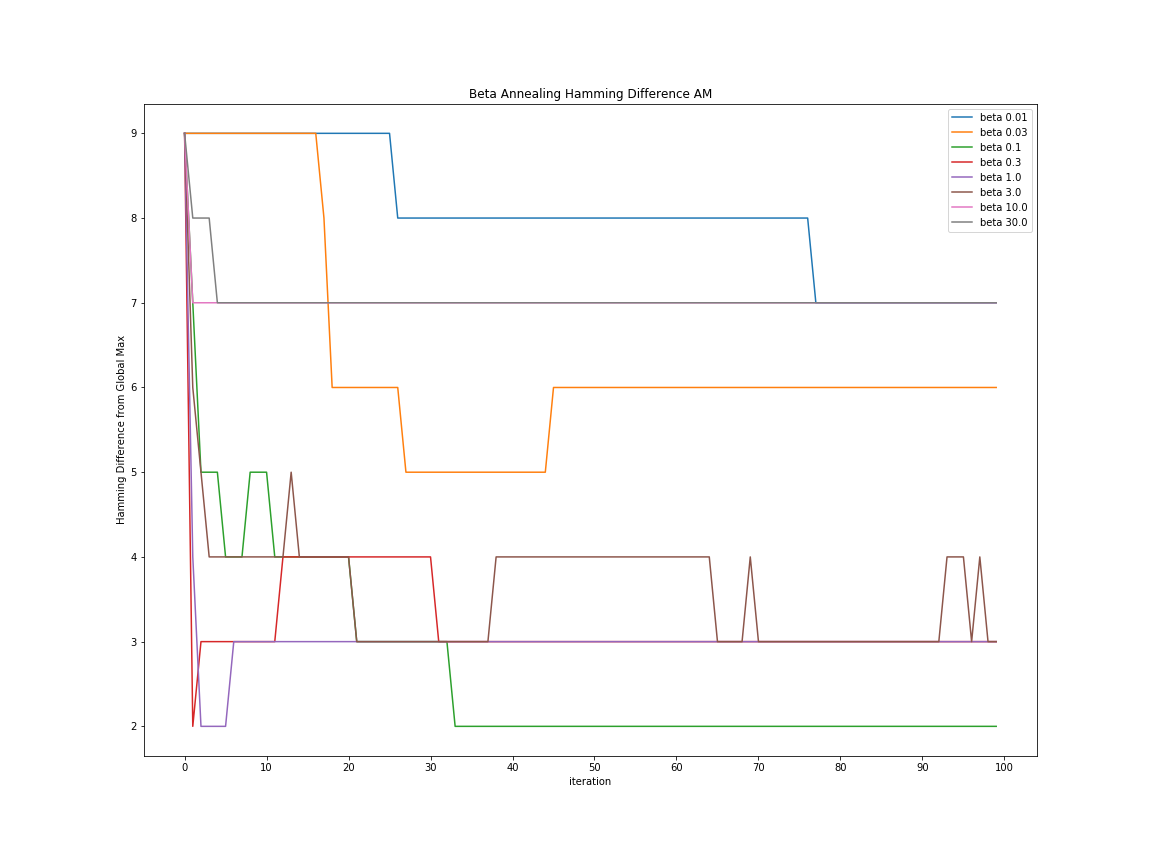 Beta Annealing Hamming Difference AM
beta 0.01
beta 0.03
beta 0.1
beta 0.3
beta 1.0
beta 3.0
beta 10.0
beta 30.0
Hamming Difference from Global Max
9
8
7
6
5
4
3
2
0 10 20 30 40 50 60 70 80 90 100
iteration